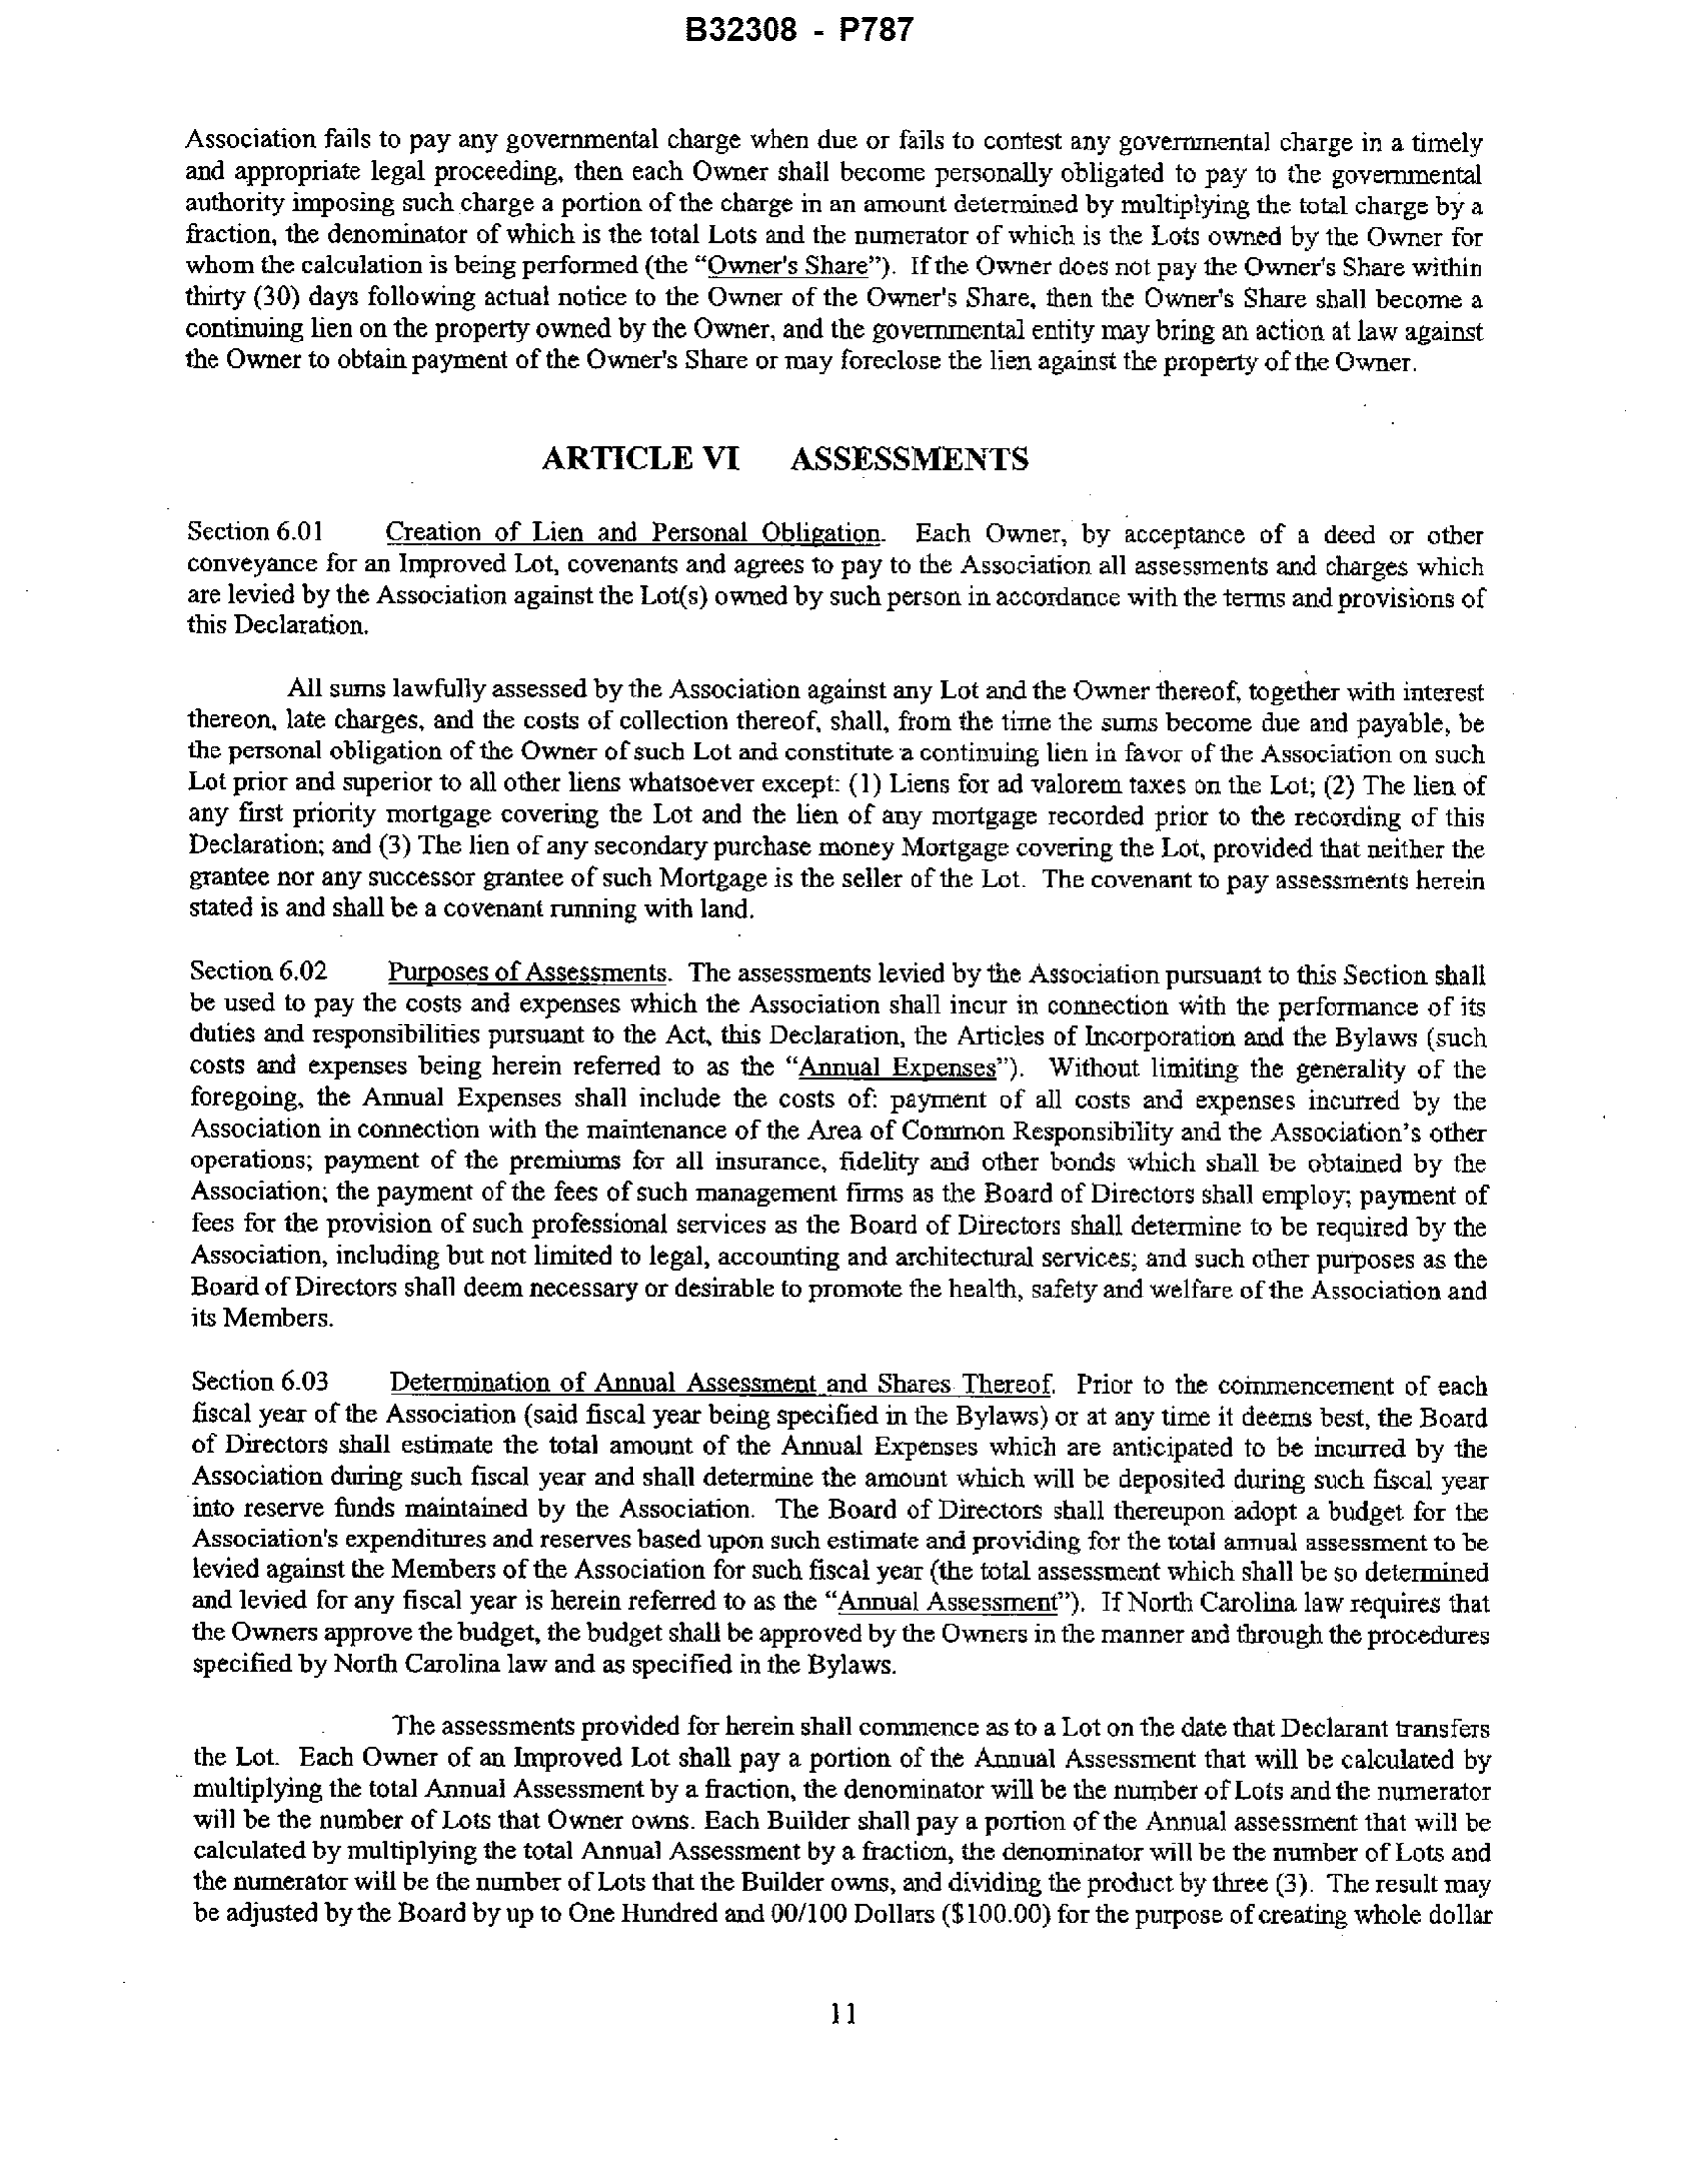 B32308 - P787
Association fails to pay any governmental charge when due or fails to contest any governmental charge in a timely
and appropriate legal proceeding, then each Owner shall become personally obligated to pay to the governmental
authority imposing such charge a portion of the charge in an amount determined by multiplying the total charge by a
fraction, the denominator of which is the total Lots and the numerator of which is the Lots owned by the Owner for
whom the calculation is being performed (the “Owner's Share”). If the Owner does not pay the Owner's Share within
thirty (30) days following actual notice to the Owner of the Owner's Share, then the Owner's Share shall become a
continuing lien on the property owned by the Owner, and the governmental entity may bring an action at law against
the Owner to obtain payment of the Owner's Share or may foreclose the lien against the property of the Owner.
ARTICLE VI ASSESSMENTS
Section 6.01 Creation of Lien and Personal Obligation. Each Owner, by acceptance of a deed or other
conveyance for an Improved Lot, covenants and agrees to pay to the Association all assessments and charges which
are levied by the Association against the Lot(s) owned by such person in accordance with the terms and provisions of
this Declaration.
All sums lawfully assessed by the Association against any Lot and the Owner thereof, together with interest
thereon, late charges, and the costs of collection thereof, shall, from the time the sums become due and payable, be
the personal obligation of the Owner of such Lot and constitute a continuing lien in favor of the Association on such
Lot prior and superior to all other liens whatsoever except: (1) Liens for ad valorem taxes on the Lot; (2) The lien of
any first priority mortgage covering the Lot and the lien of any mortgage recorded prior to the recording of this
Declaration; and (3) The lien of any secondary purchase money Mortgage covering the Lot, provided that neither the
grantee nor any successor grantee of such Mortgage is the seller of the Lot. The covenant to pay assessments herein
stated is and shall be a covenant running with land.
Section 6.02 Purposes of Assessments. The assessments levied by the Association pursuant to this Section shall
be used to pay the costs and expenses which the Association shall incur in connection with the performance of its
duties and responsibilities pursuant to the Act, this Declaration, the Articles of Incorporation and the Bylaws (such
costs and expenses being herein referred to as the “Annual Expenses”). Without limiting the generality of the
foregoing, the Annual Expenses shall include the costs of: payment of all costs and expenses incurred by the
Association in connection with the maintenance of the Area of Common Responsibility and the Association’s other
operations; payment of the premiums for all insurance, fidelity and other bonds which shall be obtained by the
Association; the payment of the fees of such management firms as the Board of Directors shall employ; payment of
fees for the provision of such professional services as the Board of Directors shall determine to be required by the
Association, including but not limited to legal, accounting and architectural services; and such other purposes as the
Board of Directors shall deem necessary or desirable to promote the health, safety and welfare of the Association and
its Members.
Section 6.03 Determination of Annual Assessment and Shares Thereof. Prior to the commencement of each
fiscal year of the Association (said fiscal year being specified in the Bylaws) or at any time it deems best, the Board
of Directors shall estimate the total amount of the Annual Expenses which are anticipated to be incurred by the
Association during such fiscal year and shall determine the amount which will be deposited during such fiscal year
into reserve funds maintained by the Association. The Board of Directors shall thereupon adopt a budget for the
Association's expenditures and reserves based upon such estimate and providing for the total annual assessment to be
levied against the Members of the Association for such fiscal year (the total assessment which shall be so determined
and levied for any fiscal year is herein referred to as the “Annual Assessment”). If North Carolina law requires that
the Owners approve the budget, the budget shall be approved by the Owners in the manner and through the procedures
specified by North Carolina law and as specified in the Bylaws.
The assessments provided for herein shall commence as to a Lot on the date that Declarant transfers
the Lot. Each Owner of an Improved Lot shall pay a portion of the Annual Assessment that will be calculated by
multiplying the total Annual Assessment by a fraction, the denominator will be the number of Lots and the numerator
will be the number of Lots that Owner owns. Each Builder shall pay a portion of the Annual assessment that will be
calculated by multiplying the total Annual Assessment by a fraction, the denominator will be the number of Lots and
the numerator will be the number of Lots that the Builder owns, and dividing the product by three (3). The result may
be adjusted by the Board by up to One Hundred and 00/100 Dollars ($100.00) for the purpose of creating whole dollar
11